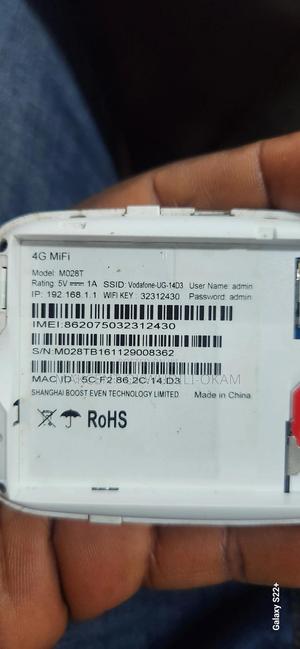 4G MiFi
Model: M028T
Rating: 5V⎓1A SSID: Vodafone-UG-14D3 User Name: admin
IP: 192.168.1.1 WIFI KEY: 32312430 Password: admin
IMEI:862075032312430
S/N:M028TB161129008362
MAC ID: 5C:F2:86:2C:14:D3
SHANGHAI BOOST EVEN TECHNOLOGY LIMITED Made in China
RoHS
Galaxy S22+